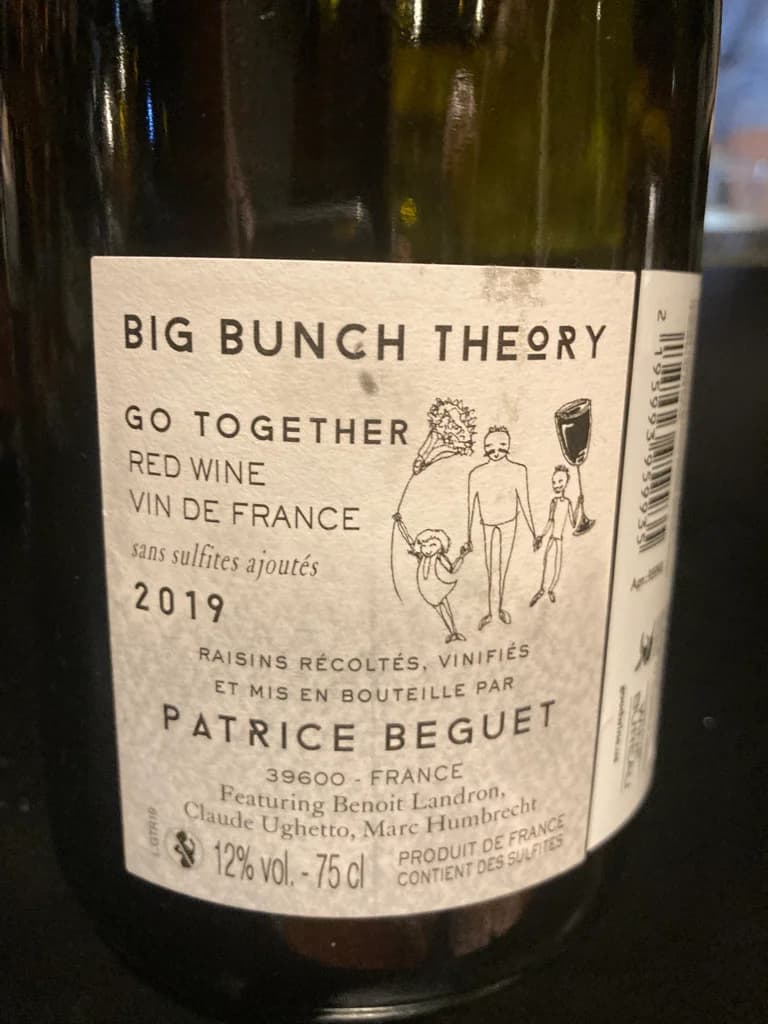 BIG BUNCH THEORY
GO TOGETHER
RED WINE
VIN DE FRANCE
sans sulfites ajoutés
2019
RAISINS RÉCOLTÉS, VINIFIÉS
ET MIS EN BOUTEILLE PAR
PATRICE BEGUET
39600 - FRANCE
Featuring Benoit Landron,
Claude Ughetto, Marc Humbrecht
12% vol. - 75 cl
PRODUIT DE FRANCE
CONTIENT DES SULFITES